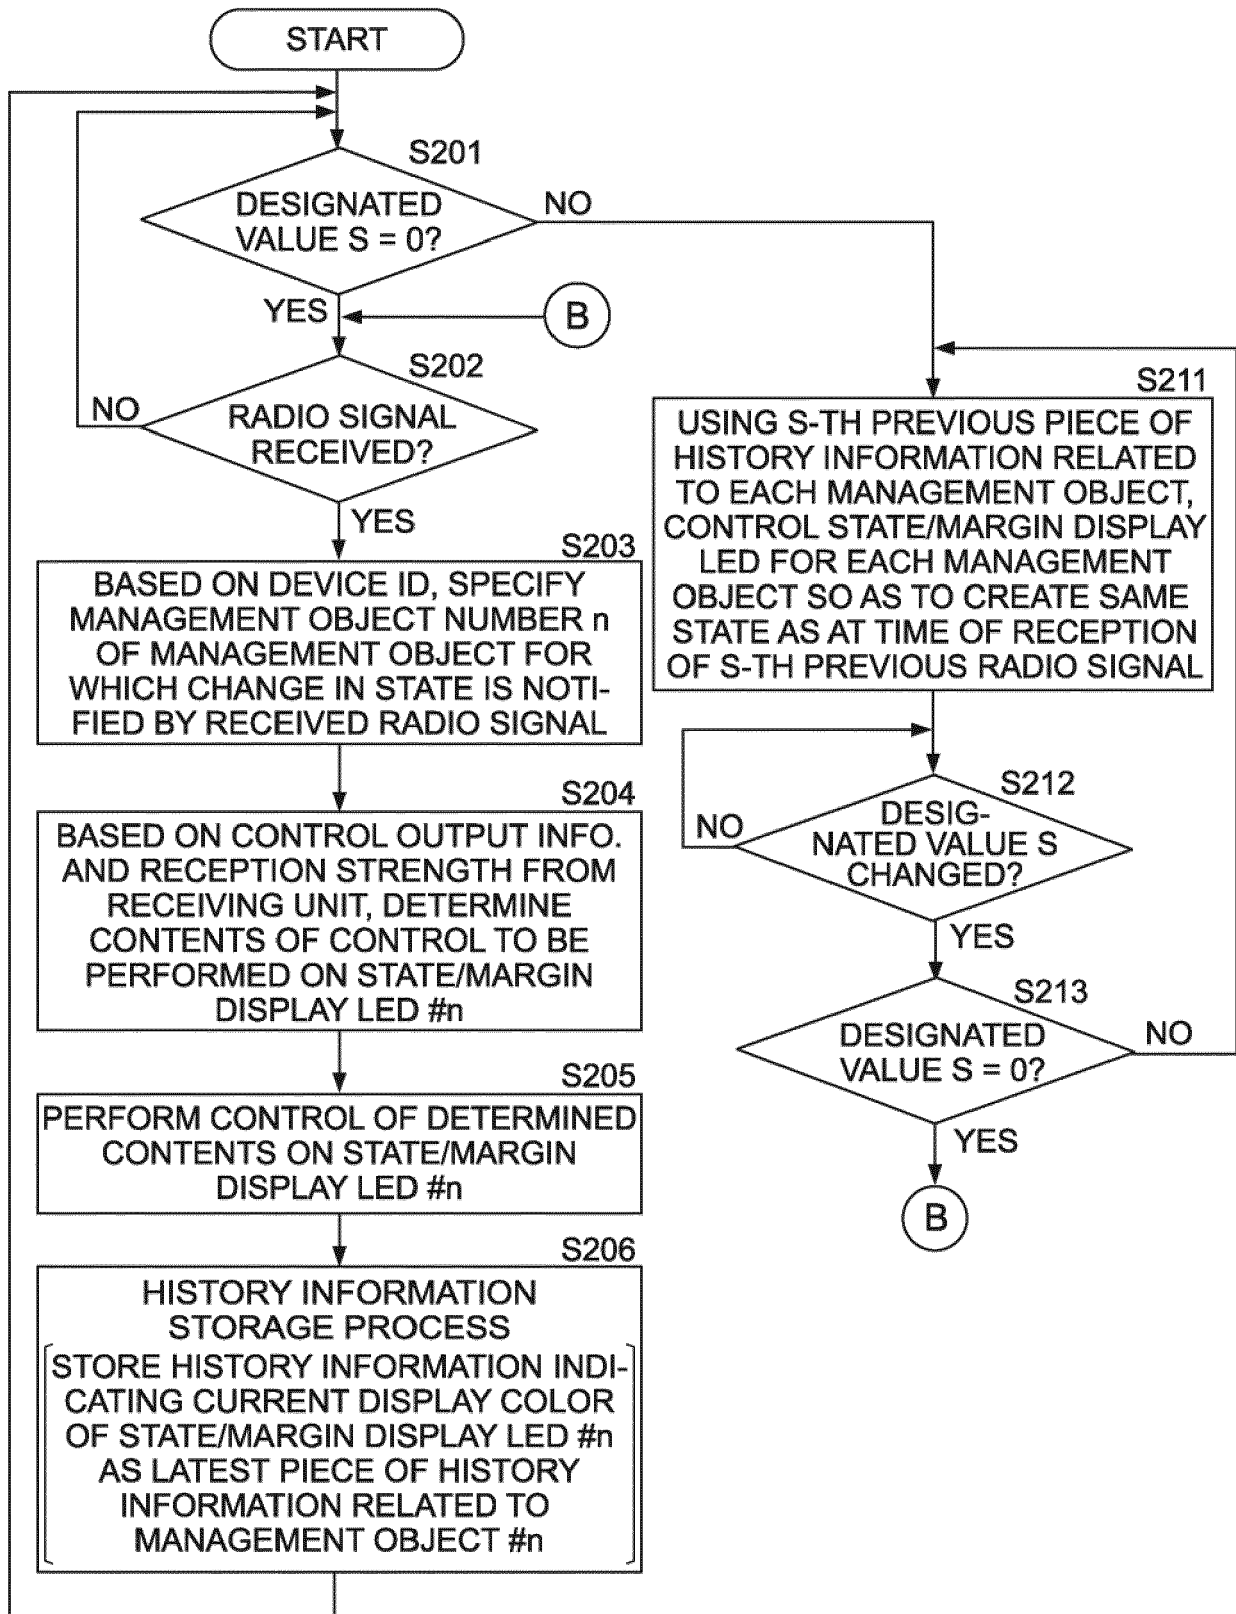 START
S201
DESIGNATED
VALUE S = 0?
NO
YES
B
S202
RADIO SIGNAL
RECEIVED?
NO
YES
S203
BASED ON DEVICE ID, SPECIFY
MANAGEMENT OBJECT NUMBER n
OF MANAGEMENT OBJECT FOR
WHICH CHANGE IN STATE IS NOTI-
FIED BY RECEIVED RADIO SIGNAL
S204
BASED ON CONTROL OUTPUT INFO.
AND RECEPTION STRENGTH FROM
RECEIVING UNIT, DETERMINE
CONTENTS OF CONTROL TO BE
PERFORMED ON STATE/MARGIN
DISPLAY LED #n
S205
PERFORM CONTROL OF DETERMINED
CONTENTS ON STATE/MARGIN
DISPLAY LED #n
S206
HISTORY INFORMATION
STORAGE PROCESS
STORE HISTORY INFORMATION INDI-
CATING CURRENT DISPLAY COLOR
OF STATE/MARGIN DISPLAY LED #n
AS LATEST PIECE OF HISTORY
INFORMATION RELATED TO
MANAGEMENT OBJECT #n
S211
USING S-TH PREVIOUS PIECE OF
HISTORY INFORMATION RELATED
TO EACH MANAGEMENT OBJECT,
CONTROL STATE/MARGIN DISPLAY
LED FOR EACH MANAGEMENT
OBJECT SO AS TO CREATE SAME
STATE AS AT TIME OF RECEPTION
OF S-TH PREVIOUS RADIO SIGNAL
S212
DESIG-
NATED VALUE S
CHANGED?
NO
YES
S213
DESIGNATED
VALUE S = 0?
NO
YES
B